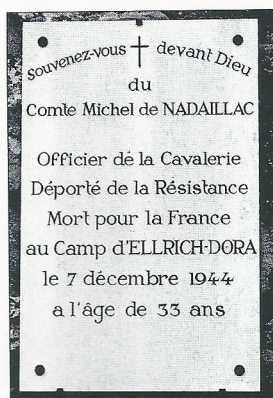 Souvenez-vous devant Dieu
du
Comte Michel de NADAILLAC
Officier de la Cavalerie
Déporté de la Résistance
Mort pour la France
au Camp d'ELLRICH-DORA
le 7 décembre 1944
a l'âge de 33 ans